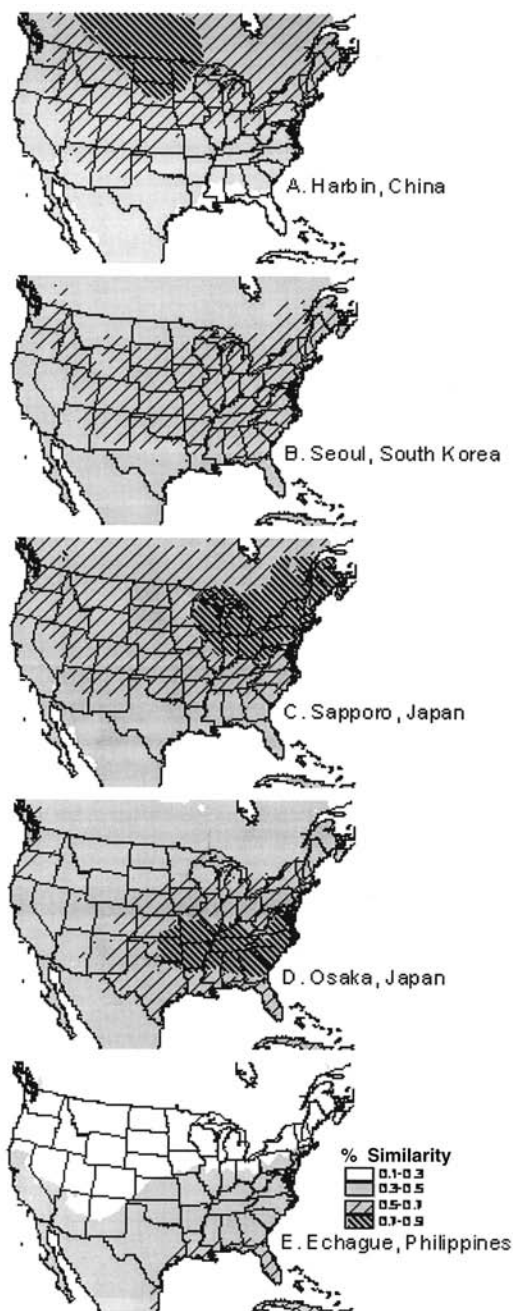 A. Harbin, China
B. Seoul, South Korea
C. Sapporo, Japan
D. Osaka, Japan
% Similarity
0.1-0.3
0.3-0.5
0.5-0.7
0.7-0.9
E. Echague, Philippines